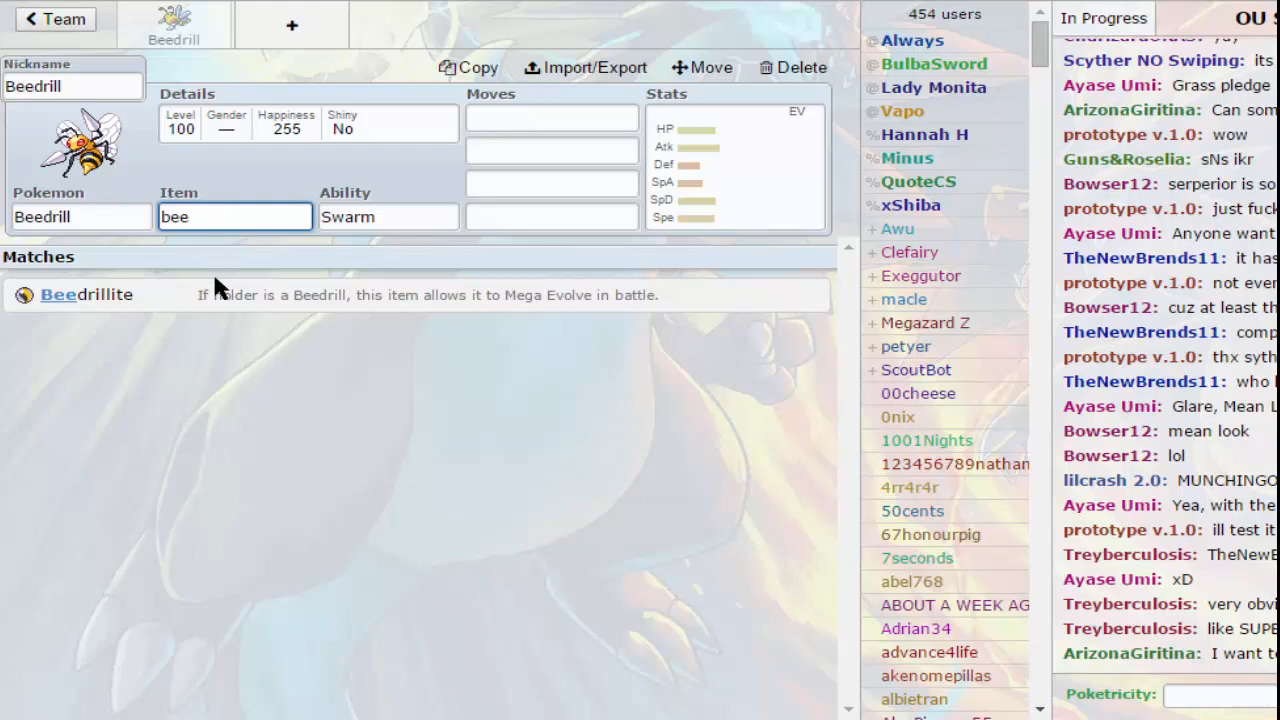 Team
Beedrill
+
Nickname
Beedrill
Copy
Import/Export
Move
Delete
Details
Level
100
Gender
—
Happiness
255
Shiny
No
Pokemon
Beedrill
Item
bee
Ability
Swarm
Moves
Stats
EV
HP
Atk
Def
SpA
SpD
Spe
Matches
Beedrillite
If holder is a Beedrill, this item allows it to Mega Evolve in battle.
454 users
@Always
@BulbaSword
@Lady Monita
@Vapo
%Hannah H
%Minus
%QuoteCS
%xShiba
+Awu
+Clefairy
+Exeggutor
+macle
+Megazard Z
+petyer
+ScoutBot
00cheese
0nix
1001Nights
123456789nathan
4rr4r4r
50cents
67honourpig
7seconds
abel768
ABOUT A WEEK AG
Adrian34
advance4life
akenomepillas
albietran
In Progress
OU S
Scyther NO Swiping: its
Ayase Umi: Grass pledge
ArizonaGiritina: Can som
prototype v.1.0: wow
Guns&Roselia: sNs ikr
Bowser12: serperior is so
prototype v.1.0: just fuck
Ayase Umi: Anyone want
TheNewBrends11: it has
prototype v.1.0: not even
Bowser12: cuz at least th
TheNewBrends11: comp
prototype v.1.0: thx syth
TheNewBrends11: who
Ayase Umi: Glare, Mean L
Bowser12: mean look
Bowser12: lol
lilcrash 2.0: MUNCHINGO
Ayase Umi: Yea, with the
prototype v.1.0: ill test it
Treyberculosis: TheNewB
Ayase Umi: xD
Treyberculosis: very obvi
Treyberculosis: like SUPE
ArizonaGiritina: I want to
Poketricity: